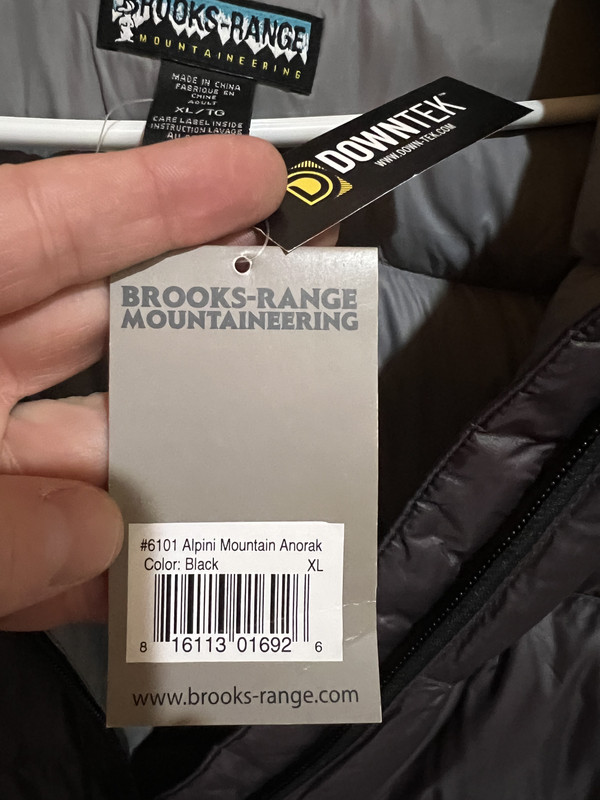 BROOKS-RANGE
MOUNTAINEERING
MADE IN CHINA
FABRIQUE EN
CHINE
ADULT
XL/TG
CARE LABEL INSIDE
INSTRUCTION LAVAGE
DOWNTEK™
WWW.DOWN-TEK.COM
BROOKS-RANGE
MOUNTAINEERING
#6101 Alpini Mountain Anorak
Color: Black XL
8 16113 01692 6
www.brooks-range.com